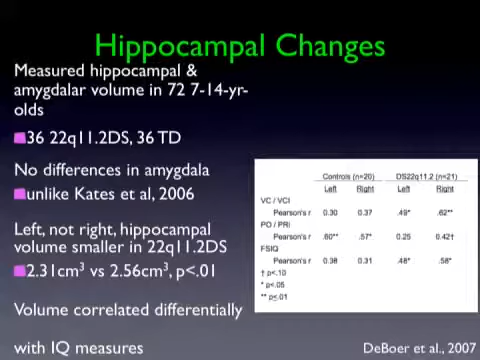 Hippocampal Changes
Measured hippocampal &
amygdalar volume in 72 7-14-yr-
olds
36 22q11.2DS, 36 TD
No differences in amygdala
unlike Kates et al, 2006
Left, not right, hippocampal
volume smaller in 22q11.2DS
2.31cm³ vs 2.56cm³, p<.01
Volume correlated differentially
with IQ measures
Controls (n=20) DS22q11.2 (n=21)
Left Right Left Right
VC / VCI
Pearson's r 0.30 0.37 .49* .62**
PO / PRI
Pearson's r .60** .57* 0.25 0.42†
FSIQ
Pearson's r 0.38 0.31 .48* .58*
† p<.10
* p<.05
** p≤.01
DeBoer et al., 2007